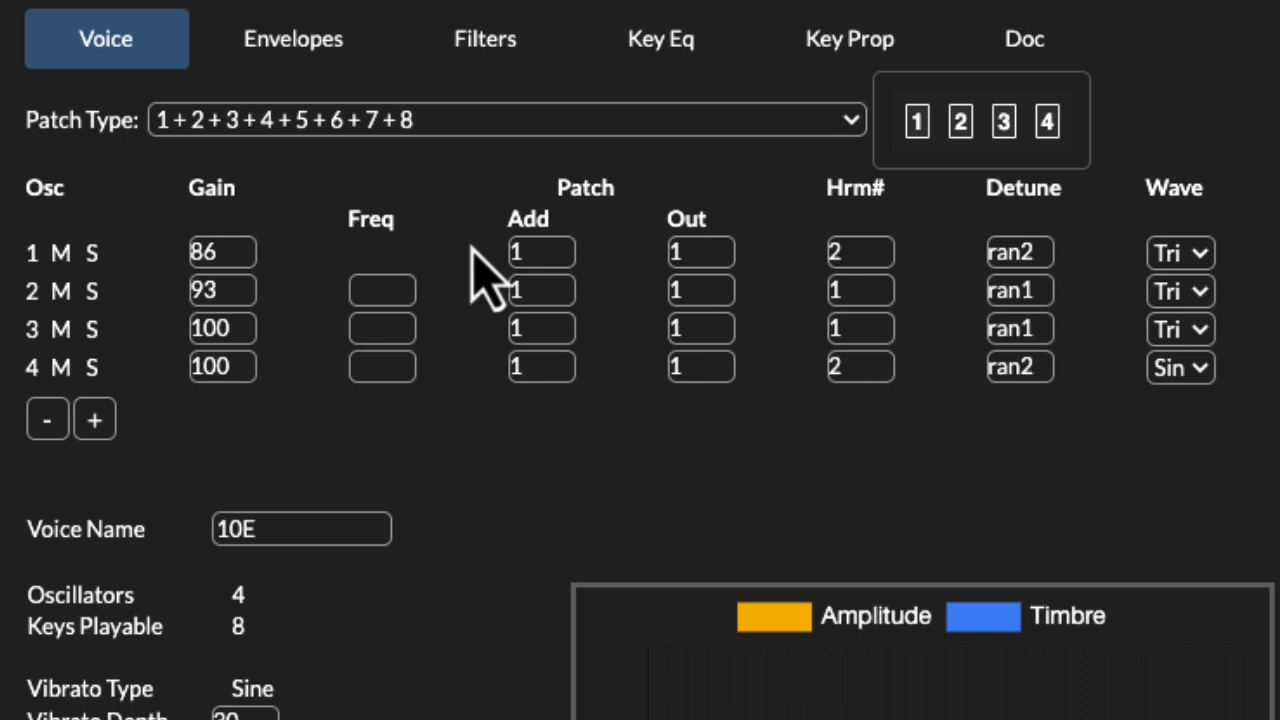 Voice Envelopes Filters Key Eq Key Prop Doc
Patch Type: 1 + 2 + 3 + 4 + 5 + 6 + 7 + 8 1 2 3 4
Osc Gain Patch Hrm# Detune Wave
Freq Add Out
1 M S 86 1 1 2 ran2 Tri
2 M S 93 1 1 1 ran1 Tri
3 M S 100 1 1 1 ran1 Tri
4 M S 100 1 1 2 ran2 Sin
- +
Voice Name 10E
Oscillators 4
Amplitude Timbre
Keys Playable 8
Vibrato Type Sine
Vibrato Depth 30